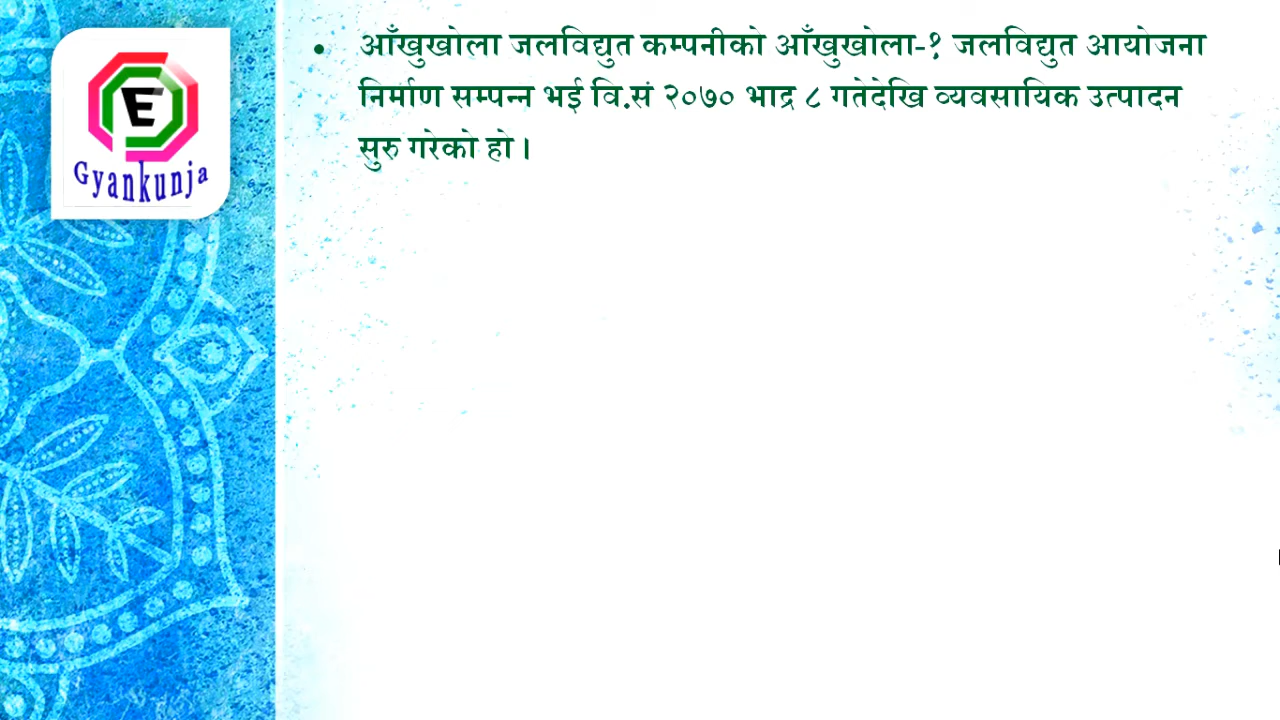 E
Gyankunja
• आँखुखोला जलविद्युत कम्पनीको आँखुखोला-१ जलविद्युत आयोजना
निर्माण सम्पन्न भई वि.सं २०७० भाद्र ८ गतेदेखि व्यवसायिक उत्पादन
सुरु गरेको हो ।